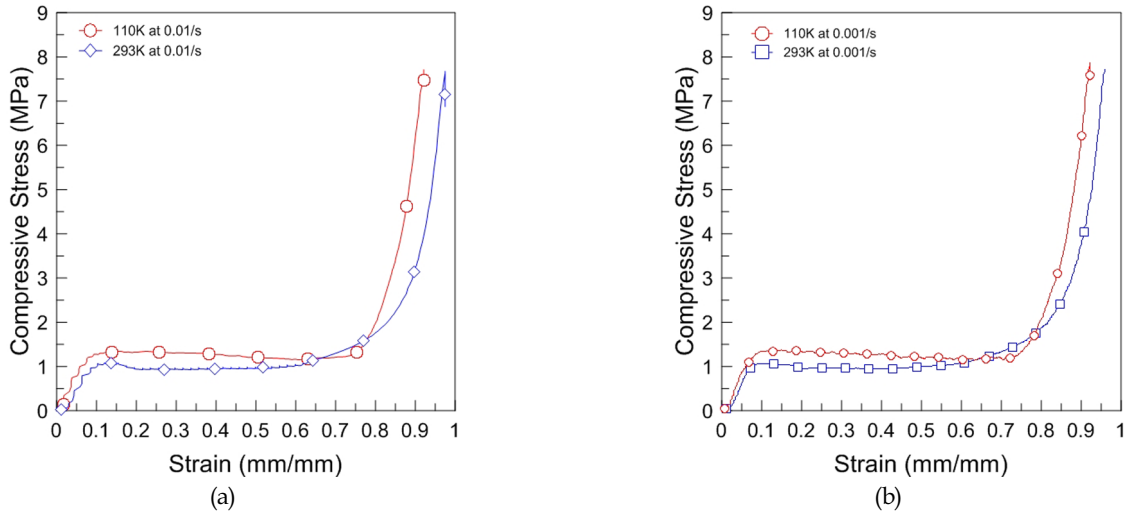 9
8
7
6
5
4
3
2
1
0
Compressive Stress (MPa)
110K at 0.01/s
293K at 0.01/s
0 0.1 0.2 0.3 0.4 0.5 0.6 0.7 0.8 0.9 1
Strain (mm/mm)
(a)
9
8
7
6
5
4
3
2
1
0
Compressive Stress (MPa)
110K at 0.001/s
293K at 0.001/s
0 0.1 0.2 0.3 0.4 0.5 0.6 0.7 0.8 0.9 1
Strain (mm/mm)
(b)